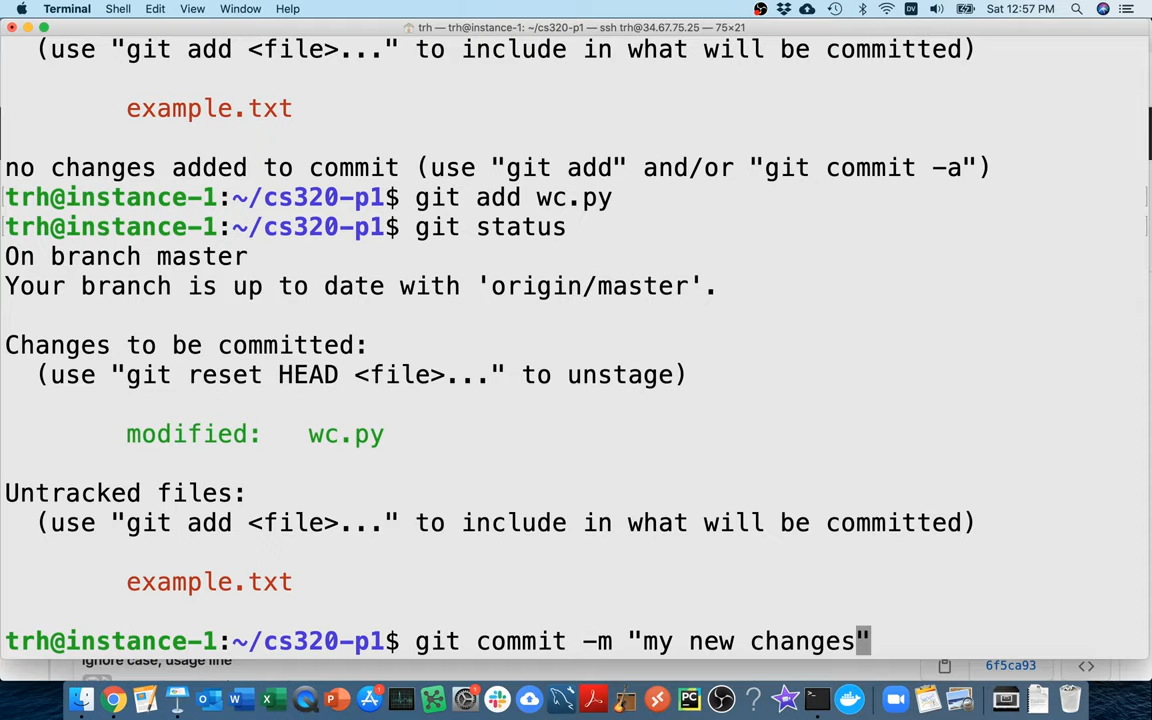 Terminal Shell Edit View Window Help Sat 12:57 PM
trh — trh@instance-1: ~/cs320-p1 — ssh trh@34.67.75.25 — 75×21
(use "git add <file>..." to include in what will be committed)
example.txt
no changes added to commit (use "git add" and/or "git commit -a")
trh@instance-1:~/cs320-p1$ git add wc.py
trh@instance-1:~/cs320-p1$ git status
On branch master
Your branch is up to date with 'origin/master'.
Changes to be committed:
(use "git reset HEAD <file>..." to unstage)
modified: wc.py
Untracked files:
(use "git add <file>..." to include in what will be committed)
example.txt
trh@instance-1:~/cs320-p1$ git commit -m "my new changes"
ignore case, usage line 6f5ca93